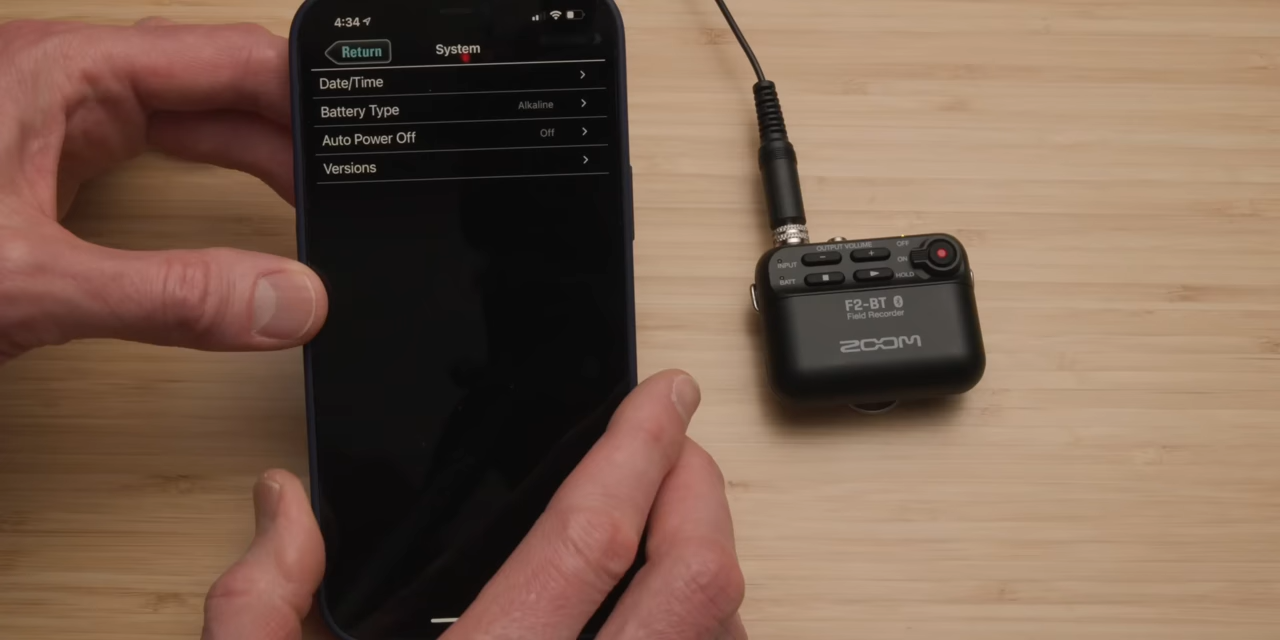 4:34
Return
System
Date/Time
Battery Type Alkaline
Auto Power Off Off
Versions
OUTPUT VOLUME
OFF
INPUT - + ON
BATT HOLD
F2-BT
Field Recorder
ZOOM